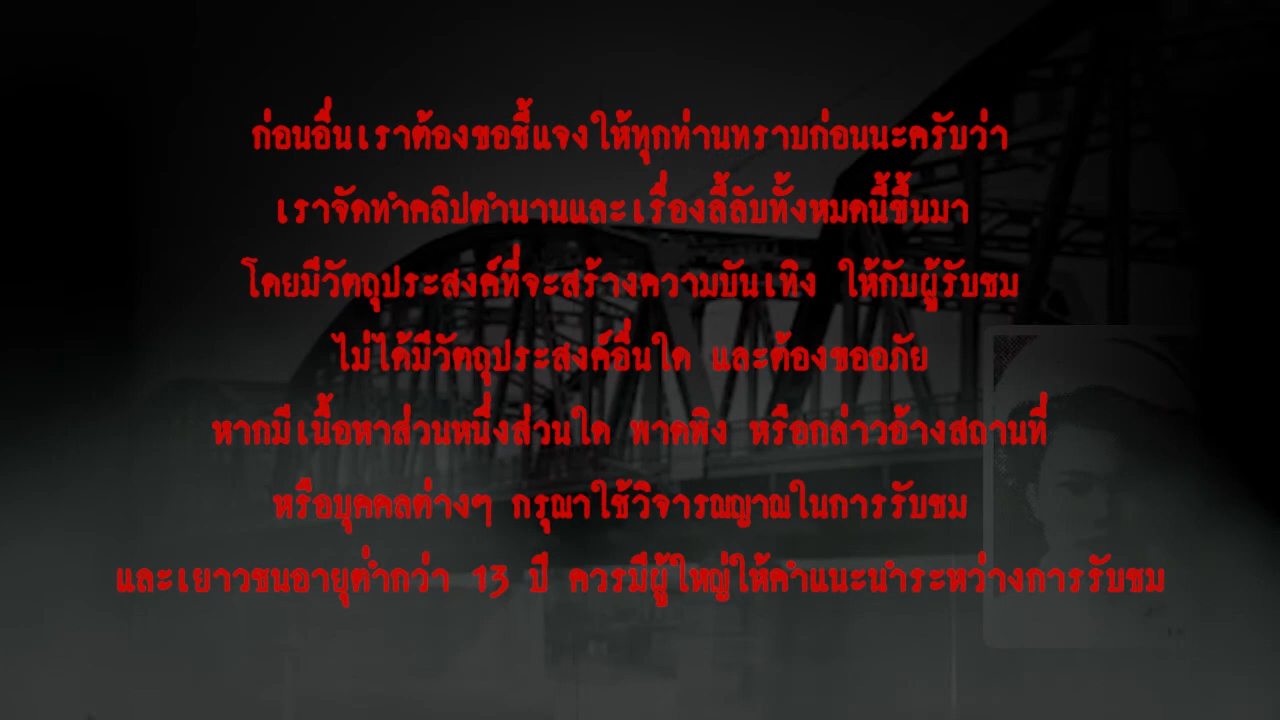 ก่อนอื่นเราต้องขอชี้แจงให้ทุกท่านทราบก่อนนะครับว่า
เราจัดทำคลิปตำนานและเรื่องลี้ลับทั้งหมดนี้ขึ้นมา
โดยมีวัตถุประสงค์ที่จะสร้างความบันเทิง ให้กับผู้รับชม
ไม่ได้มีวัตถุประสงค์อื่นใด และต้องขออภัย
หากมีเนื้อหาส่วนหนึ่งส่วนใด พาดพิง หรือกล่าวอ้างสถานที่
หรือบุคคลต่างๆ กรุณาใช้วิจารณญาณในการรับชม
และเยาวชนอายุต่ำกว่า 13 ปี ควรมีผู้ใหญ่ให้คำแนะนำระหว่างการรับชม